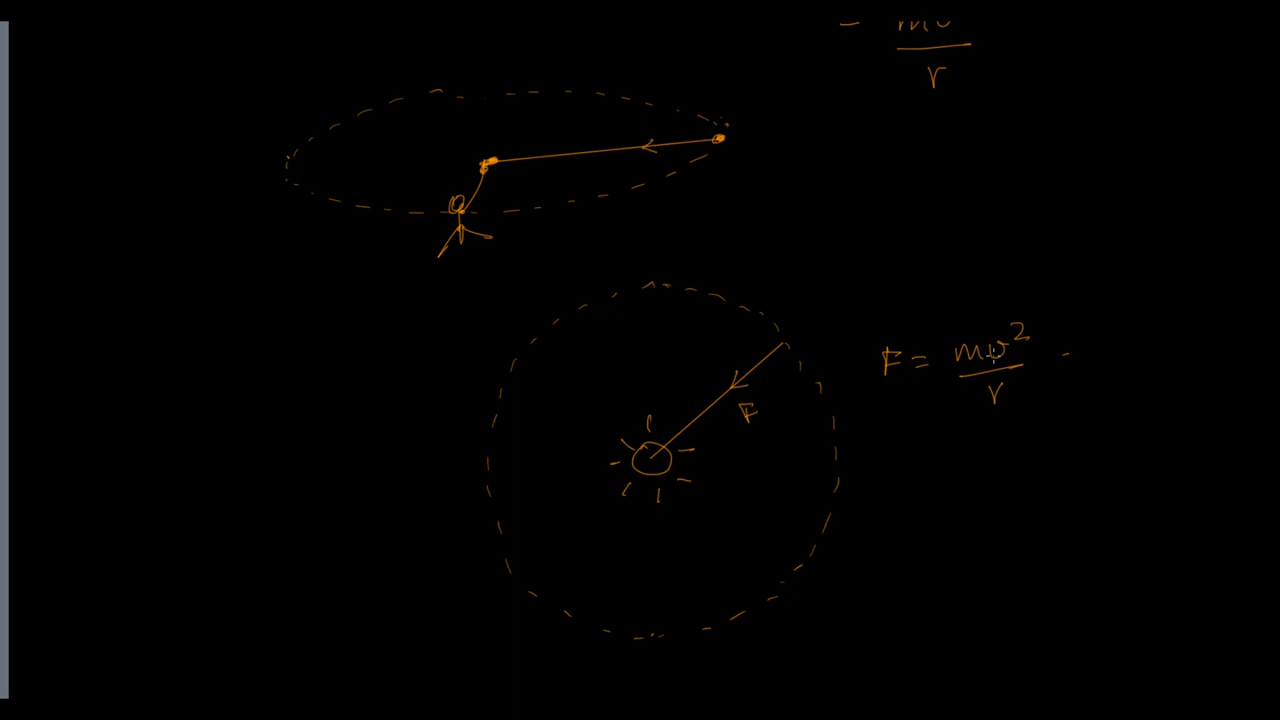 r
F = mv² / r -
F